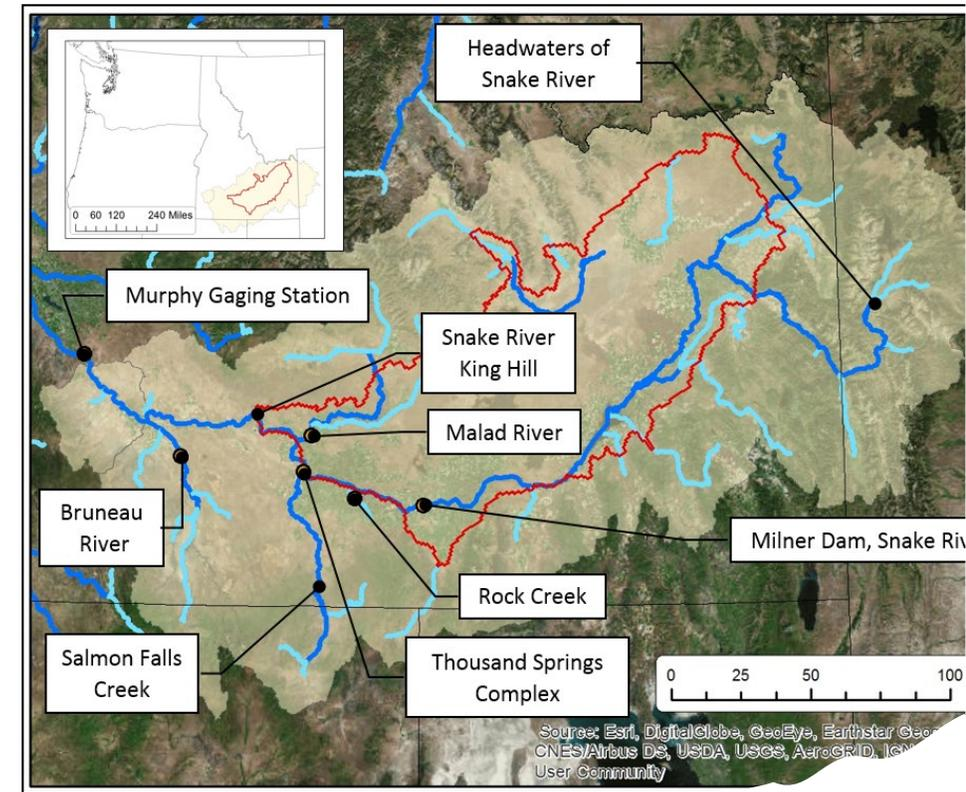 Headwaters of
Snake River
0 60 120 240 Miles
Murphy Gaging Station
Snake River
King Hill
Malad River
Bruneau
River
Milner Dam, Snake Riv
Rock Creek
Salmon Falls
Creek
Thousand Springs
Complex
0 25 50 100
Source: Esri, DigitalGlobe, GeoEye, Earthstar Geo
CNES/Airbus DS, USDA, USGS, AeroGRID, IGN
User Community